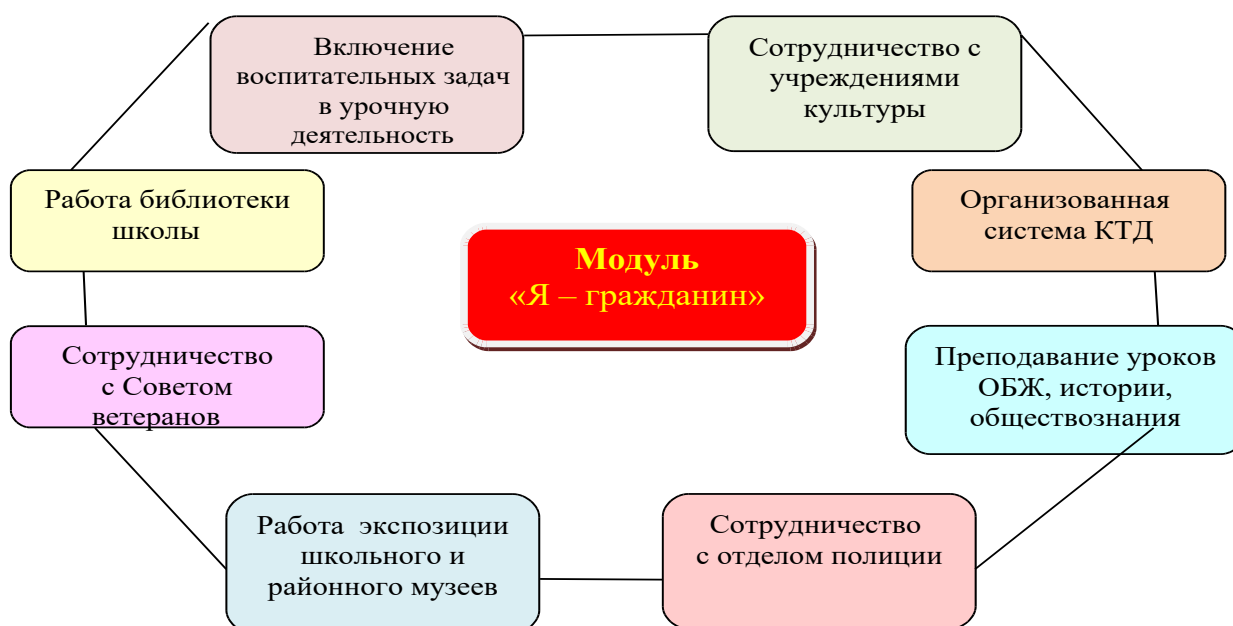 Включение
воспитательных задач
в урочную
деятельность
Сотрудничество с
учреждениями
культуры
Работа библиотеки
школы
Организованная
система КТД
Модуль
«Я – гражданин»
Сотрудничество
с Советом
ветеранов
Преподавание уроков
ОБЖ, истории,
обществознания
Работа экспозиции
школьного и
районного музеев
Сотрудничество
с отделом полиции